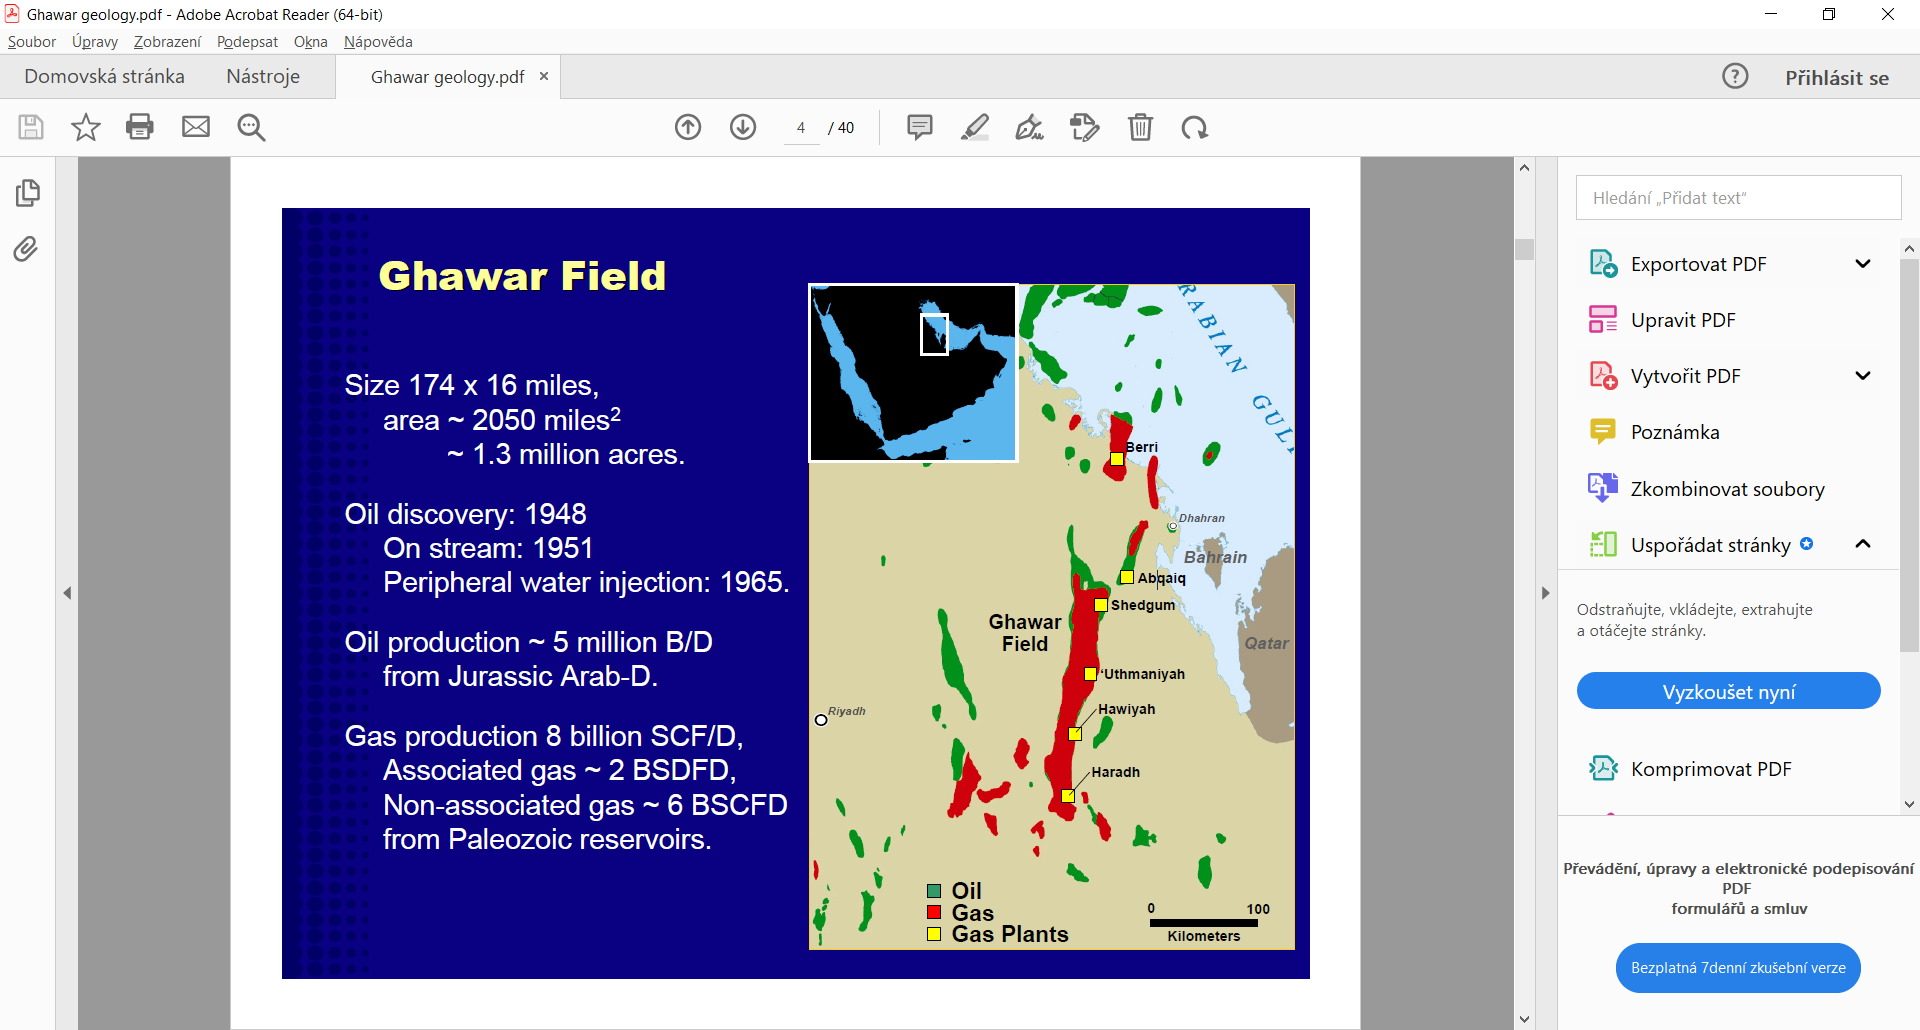 Ghawar geology.pdf - Adobe Acrobat Reader (64-bit)
Soubor Úpravy Zobrazení Podepsat Okna Nápověda
Domovská stránka Nástroje Ghawar geology.pdf × Přihlásit se
4 / 40
Ghawar Field
Size 174 x 16 miles,
area ~ 2050 miles²
~ 1.3 million acres.
Oil discovery: 1948
On stream: 1951
Peripheral water injection: 1965.
Oil production ~ 5 million B/D
from Jurassic Arab-D.
Gas production 8 billion SCF/D,
Associated gas ~ 2 BSDFD,
Non-associated gas ~ 6 BSCFD
from Paleozoic reservoirs.
RABIAN GULF
Berri
Dhahran
Bahrain
Abqaiq
Shedgum
Ghawar
Field
Qatar
‘Uthmaniyah
Hawiyah
Riyadh
Haradh
Oil
Gas
Gas Plants
0 100
Kilometers
Hledání „Přidat text“
Exportovat PDF
Upravit PDF
Vytvořit PDF
Poznámka
Zkombinovat soubory
Uspořádat stránky
Odstraňujte, vkládejte, extrahujte
a otáčejte stránky.
Vyzkoušet nyní
Komprimovat PDF
Převádění, úpravy a elektronické podepisování
PDF
formulářů a smluv
Bezplatná 7denní zkušební verze